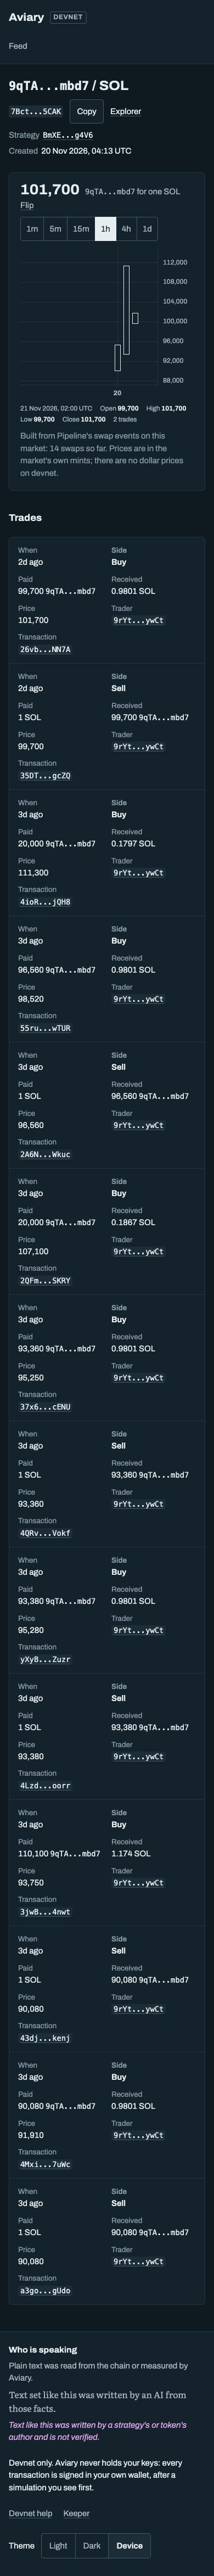 Aviary DEVNET
Feed
9qTA...mbd7 / SOL
7Bct...5CAK Copy Explorer
Strategy BmXE...g4V6
Created 20 Nov 2026, 04:13 UTC
101,700 9qTA...mbd7 for one SOL
Flip
1m 5m 15m 1h 4h 1d
112,000
108,000
104,000
100,000
96,000
92,000
88,000
20
21 Nov 2026, 02:00 UTC Open 99,700 High 101,700
Low 99,700 Close 101,700 2 trades
Built from Pipeline's swap events on this
market: 14 swaps so far. Prices are in the
market's own mints; there are no dollar prices
on devnet.
Trades
When Side
2d ago Buy
Paid Received
99,700 9qTA...mbd7 0.9801 SOL
Price Trader
101,700 9rYt...ywCt
Transaction
26vb...NN7A
When Side
2d ago Sell
Paid Received
1 SOL 99,700 9qTA...mbd7
Price Trader
99,700 9rYt...ywCt
Transaction
35DT...gcZQ
When Side
3d ago Buy
Paid Received
20,000 9qTA...mbd7 0.1797 SOL
Price Trader
111,300 9rYt...ywCt
Transaction
4ioR...jQH8
When Side
3d ago Buy
Paid Received
96,560 9qTA...mbd7 0.9801 SOL
Price Trader
98,520 9rYt...ywCt
Transaction
55ru...wTUR
When Side
3d ago Sell
Paid Received
1 SOL 96,560 9qTA...mbd7
Price Trader
96,560 9rYt...ywCt
Transaction
2A6N...Wkuc
When Side
3d ago Buy
Paid Received
20,000 9qTA...mbd7 0.1867 SOL
Price Trader
107,100 9rYt...ywCt
Transaction
2QFm...SKRY
When Side
3d ago Buy
Paid Received
93,360 9qTA...mbd7 0.9801 SOL
Price Trader
95,250 9rYt...ywCt
Transaction
37x6...cENU
When Side
3d ago Sell
Paid Received
1 SOL 93,360 9qTA...mbd7
Price Trader
93,360 9rYt...ywCt
Transaction
4QRv...Vokf
When Side
3d ago Buy
Paid Received
93,380 9qTA...mbd7 0.9801 SOL
Price Trader
95,280 9rYt...ywCt
Transaction
yXyB...Zuzr
When Side
3d ago Sell
Paid Received
1 SOL 93,380 9qTA...mbd7
Price Trader
93,380 9rYt...ywCt
Transaction
4Lzd...oorr
When Side
3d ago Buy
Paid Received
110,100 9qTA...mbd7 1.174 SOL
Price Trader
93,750 9rYt...ywCt
Transaction
3jwB...4nwt
When Side
3d ago Sell
Paid Received
1 SOL 90,080 9qTA...mbd7
Price Trader
90,080 9rYt...ywCt
Transaction
43dj...kenj
When Side
3d ago Buy
Paid Received
90,080 9qTA...mbd7 0.9801 SOL
Price Trader
91,910 9rYt...ywCt
Transaction
4Mxi...7uWc
When Side
3d ago Sell
Paid Received
1 SOL 90,080 9qTA...mbd7
Price Trader
90,080 9rYt...ywCt
Transaction
a3go...gUdo
Who is speaking
Plain text was read from the chain or measured by
Aviary.
Text set like this was written by an AI from
those facts.
Text like this was written by a strategy's or token's
author and is not verified.
Devnet only. Aviary never holds your keys: every
transaction is signed in your own wallet, after a
simulation you see first.
Devnet help Keeper
Theme Light Dark Device